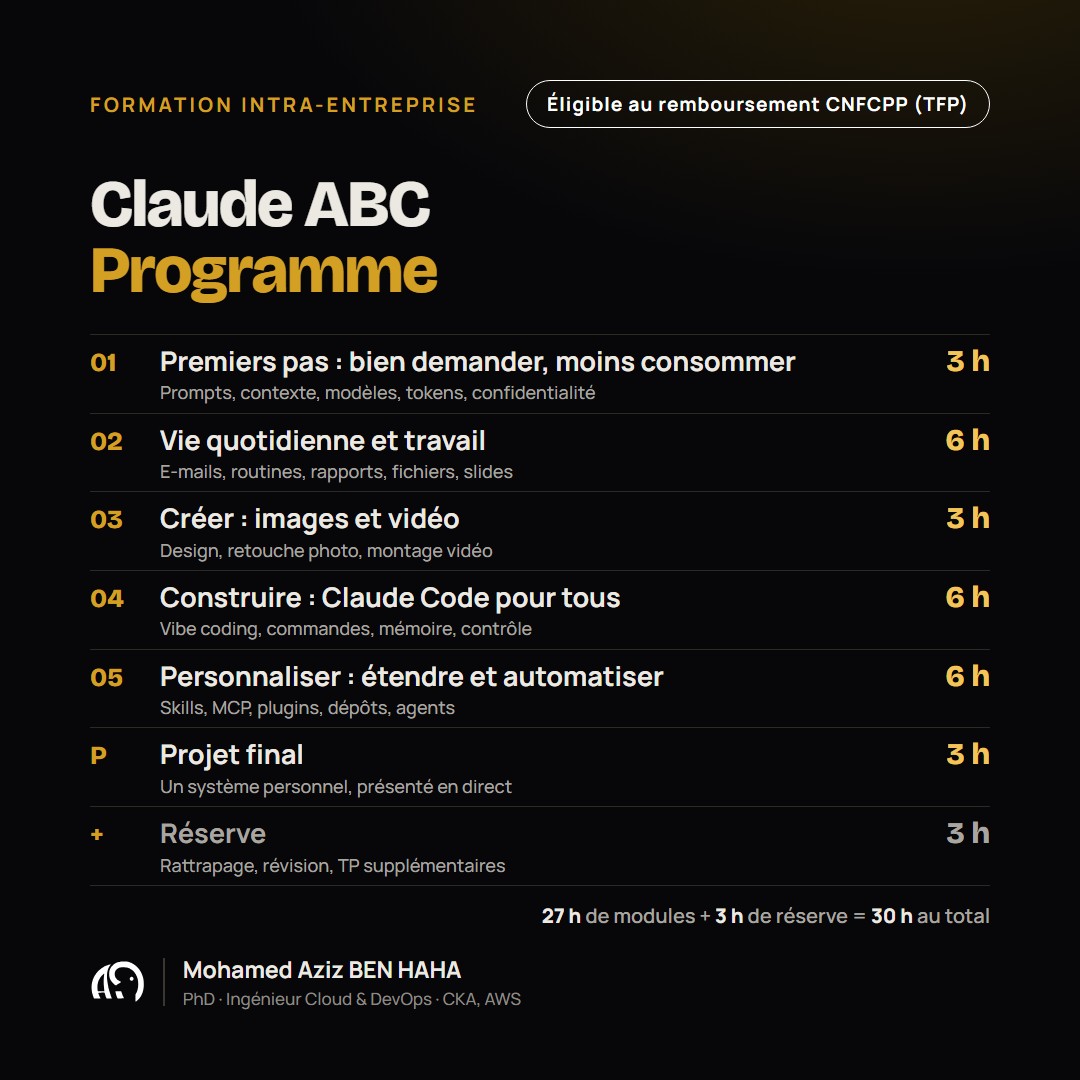 FORMATION INTRA-ENTREPRISE
Éligible au remboursement CNFCPP (TFP)
Claude ABC
Programme
01 Premiers pas : bien demander, moins consommer 3 h
Prompts, contexte, modèles, tokens, confidentialité
02 Vie quotidienne et travail 6 h
E-mails, routines, rapports, fichiers, slides
03 Créer : images et vidéo 3 h
Design, retouche photo, montage vidéo
04 Construire : Claude Code pour tous 6 h
Vibe coding, commandes, mémoire, contrôle
05 Personnaliser : étendre et automatiser 6 h
Skills, MCP, plugins, dépôts, agents
P Projet final 3 h
Un système personnel, présenté en direct
+ Réserve 3 h
Rattrapage, révision, TP supplémentaires
27 h de modules + 3 h de réserve = 30 h au total
Mohamed Aziz BEN HAHA
PhD · Ingénieur Cloud & DevOps · CKA, AWS